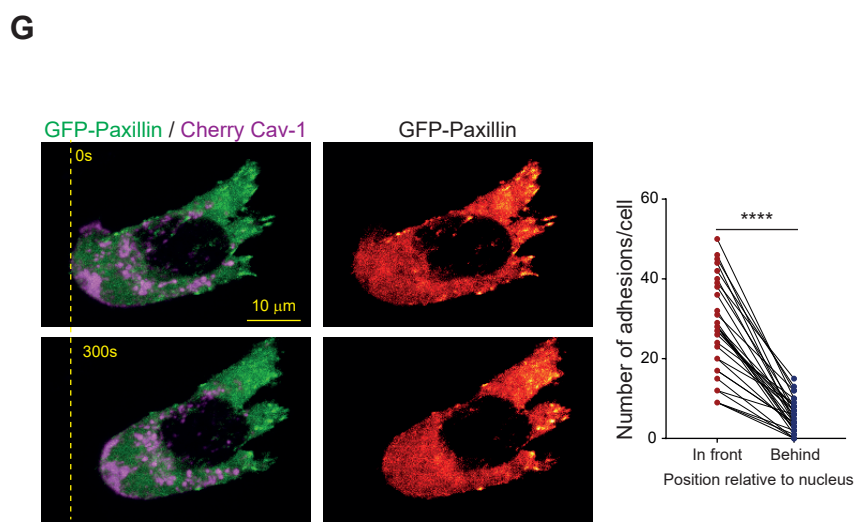 G
GFP-Paxillin / Cherry Cav-1
GFP-Paxillin
0s
10 μm
300s
Number of adhesions/cell
60
40
20
0
****
In front
Behind
Position relative to nucleus